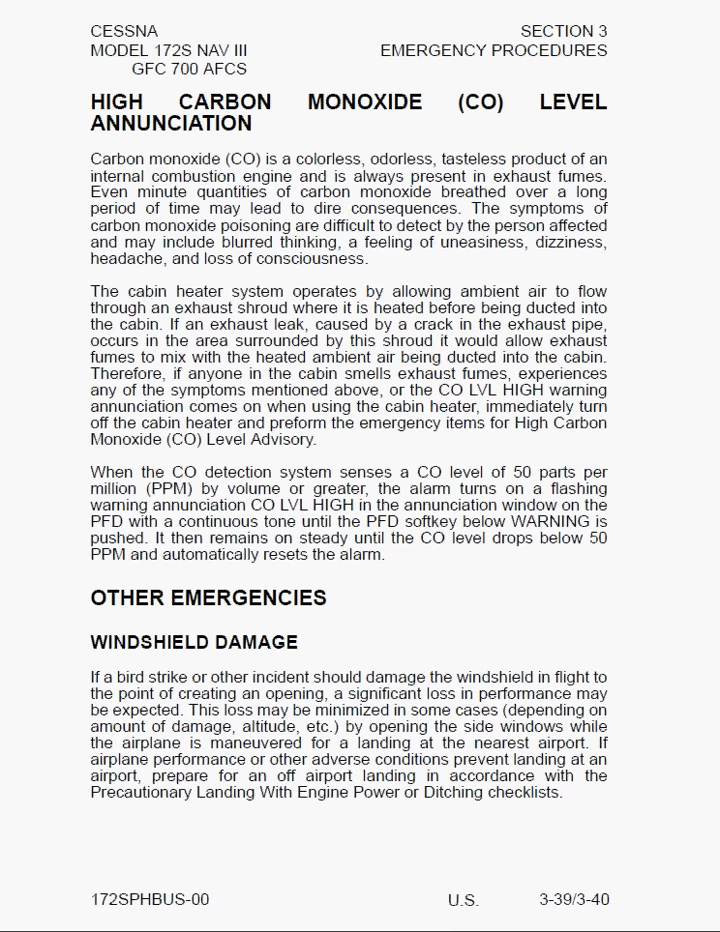 CESSNA
SECTION 3
MODEL 172S NAV III
EMERGENCY PROCEDURES
GFC 700 AFCS
HIGH CARBON MONOXIDE (CO) LEVEL
ANNUNCIATION
Carbon monoxide (CO) is a colorless, odorless, tasteless product of an
internal combustion engine and is always present in exhaust fumes.
Even minute quantities of carbon monoxide breathed over a long
period of time may lead to dire consequences. The symptoms of
carbon monoxide poisoning are difficult to detect by the person affected
and may include blurred thinking, a feeling of uneasiness, dizziness,
headache, and loss of consciousness.
The cabin heater system operates by allowing ambient air to flow
through an exhaust shroud where it is heated before being ducted into
the cabin. If an exhaust leak, caused by a crack in the exhaust pipe,
occurs in the area surrounded by this shroud it would allow exhaust
fumes to mix with the heated ambient air being ducted into the cabin.
Therefore, if anyone in the cabin smells exhaust fumes, experiences
any of the symptoms mentioned above, or the CO LVL HIGH warning
annunciation comes on when using the cabin heater, immediately turn
off the cabin heater and preform the emergency items for High Carbon
Monoxide (CO) Level Advisory.
When the CO detection system senses a CO level of 50 parts per
million (PPM) by volume or greater, the alarm turns on a flashing
warning annunciation CO LVL HIGH in the annunciation window on the
PFD with a continuous tone until the PFD softkey below WARNING is
pushed. It then remains on steady until the CO level drops below 50
PPM and automatically resets the alarm.
OTHER EMERGENCIES
WINDSHIELD DAMAGE
If a bird strike or other incident should damage the windshield in flight to
the point of creating an opening, a significant loss in performance may
be expected. This loss may be minimized in some cases (depending on
amount of damage, altitude, etc.) by opening the side windows while
the airplane is maneuvered for a landing at the nearest airport. If
airplane performance or other adverse conditions prevent landing at an
airport, prepare for an off airport landing in accordance with the
Precautionary Landing With Engine Power or Ditching checklists.
172SPHBUS-00
U.S.
3-39/3-40